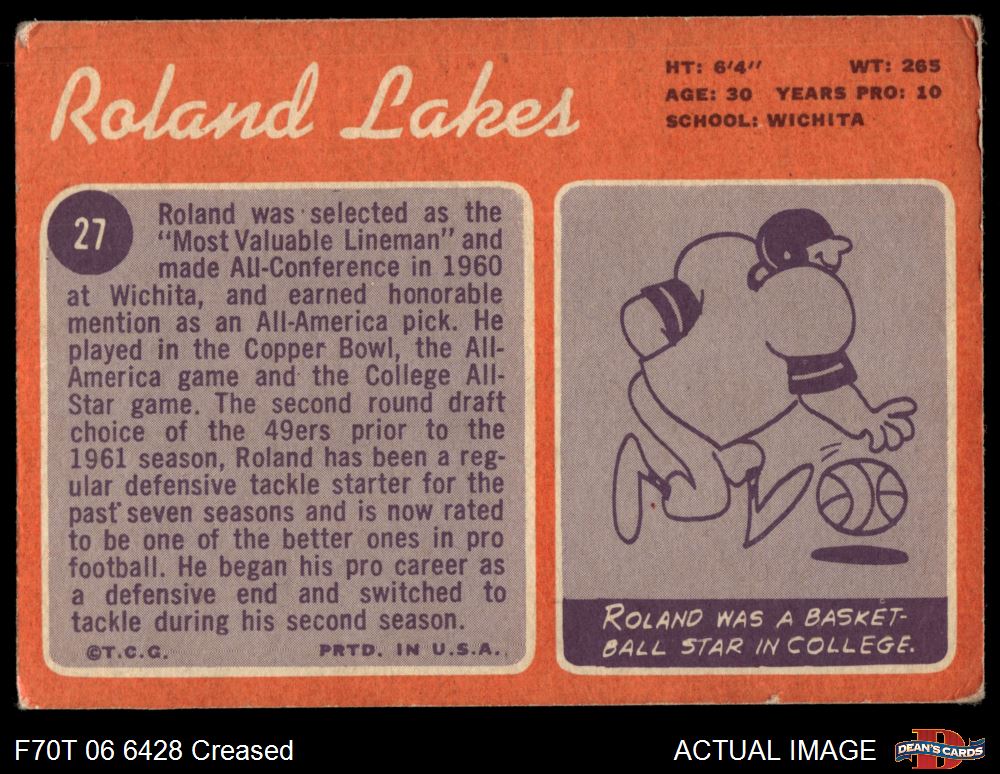 Roland Lakes
HT: 6'4" WT: 265
AGE: 30 YEARS PRO: 10
SCHOOL: WICHITA
27
Roland was selected as the
"Most Valuable Lineman" and
made All-Conference in 1960
at Wichita, and earned honorable
mention as an All-America pick. He
played in the Copper Bowl, the All-
America game and the College All-
Star game. The second round draft
choice of the 49ers prior to the
1961 season, Roland has been a reg-
ular defensive tackle starter for the
past seven seasons and is now rated
to be one of the better ones in pro
football. He began his pro career as
a defensive end and switched to
tackle during his second season.
©T.C.G. PRTD. IN U.S.A.
ROLAND WAS A BASKET-
BALL STAR IN COLLEGE.
F70T 06 6428 Creased
ACTUAL IMAGE
D
DEAN'S CARDS